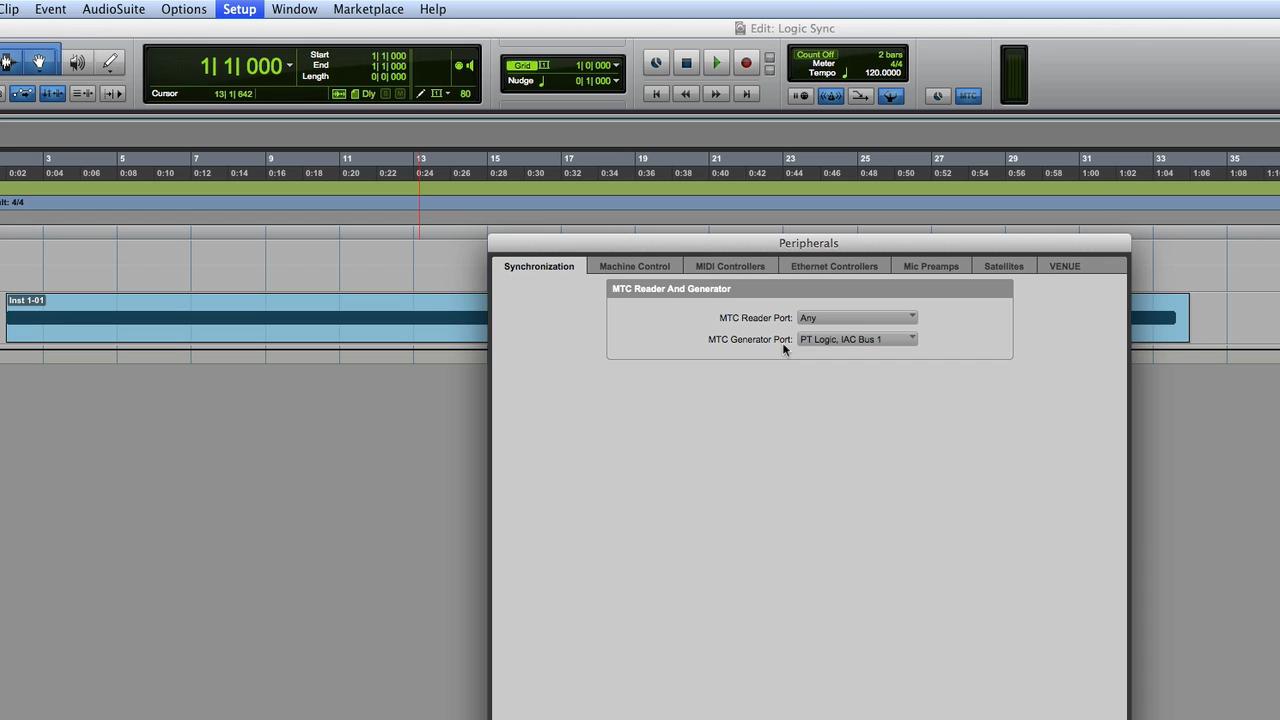 Clip Event AudioSuite Options Setup Window Marketplace Help
Edit: Logic Sync
1| 1| 000
Start 1| 1| 000
End 1| 1| 000
Length 0| 0| 000
Cursor 13| 1| 642 Dly 80
Grid 1| 0| 000
Nudge 0| 1| 000
Count Off 2 bars
Meter 4/4
Tempo 120.0000
MTC
3 5 7 9 11 13 15 17 19 21 23 25 27 29 31 33 35
0:02 0:04 0:06 0:08 0:10 0:12 0:14 0:16 0:18 0:20 0:22 0:24 0:26 0:28 0:30 0:32 0:34 0:36 0:38 0:40 0:42 0:44 0:46 0:48 0:50 0:52 0:54 0:56 0:58 1:00 1:02 1:04 1:06 1:08
ult: 4/4
Inst 1-01
Peripherals
Synchronization Machine Control MIDI Controllers Ethernet Controllers Mic Preamps Satellites VENUE
MTC Reader And Generator
MTC Reader Port: Any
MTC Generator Port: PT Logic, IAC Bus 1